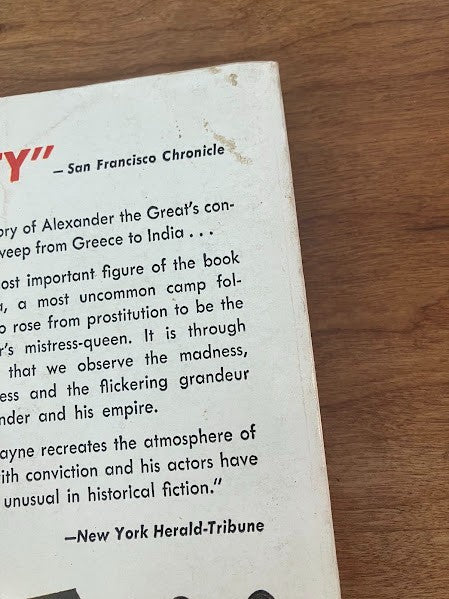 Y”
—San Francisco Chronicle
ory of Alexander the Great’s con-
weep from Greece to India . . .
ost important figure of the book
a, a most uncommon camp fol-
o rose from prostitution to be the
r’s mistress-queen. It is through
that we observe the madness,
ess and the flickering grandeur
nder and his empire.
ayne recreates the atmosphere of
ith conviction and his actors have
unusual in historical fiction.”
—New York Herald-Tribune